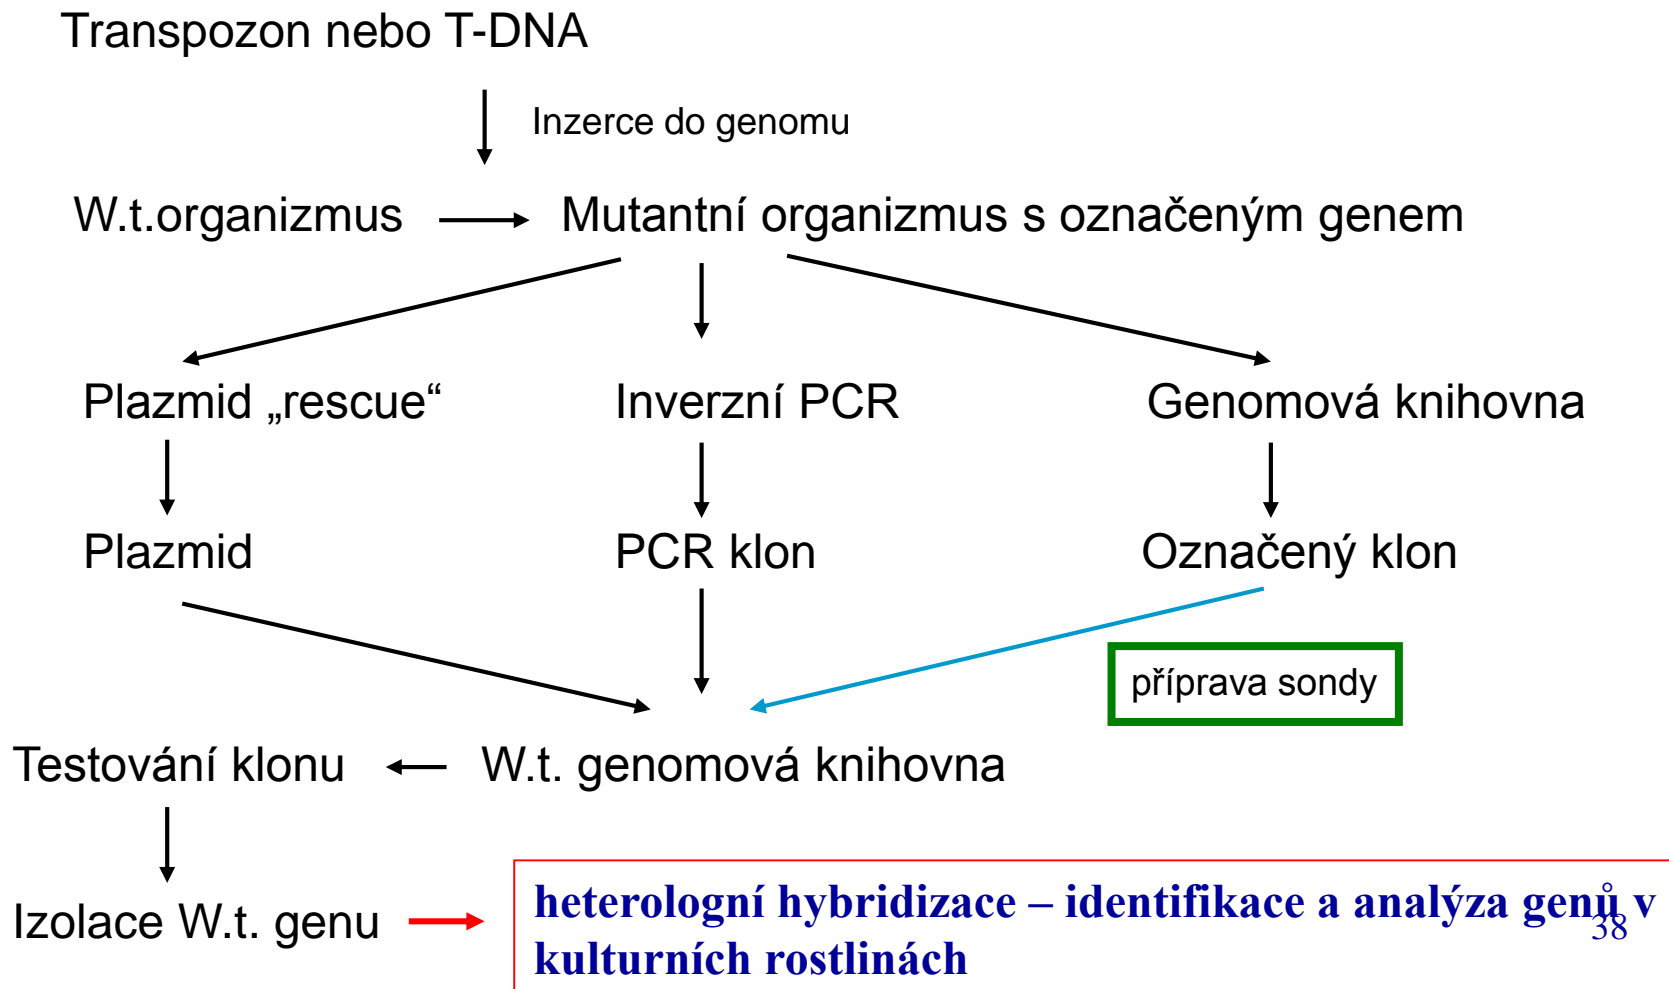 Transpozon nebo T-DNA
Inzerce do genomu
W.t.organizmus
Mutantní organizmus s označeným genem
Plazmid „rescue“
Inverzní PCR
Genomová knihovna
Plazmid
PCR klon
Označený klon
příprava sondy
Testování klonu
W.t. genomová knihovna
Izolace W.t. genu
heterologní hybridizace – identifikace a analýza genů v
kulturních rostlinách
38